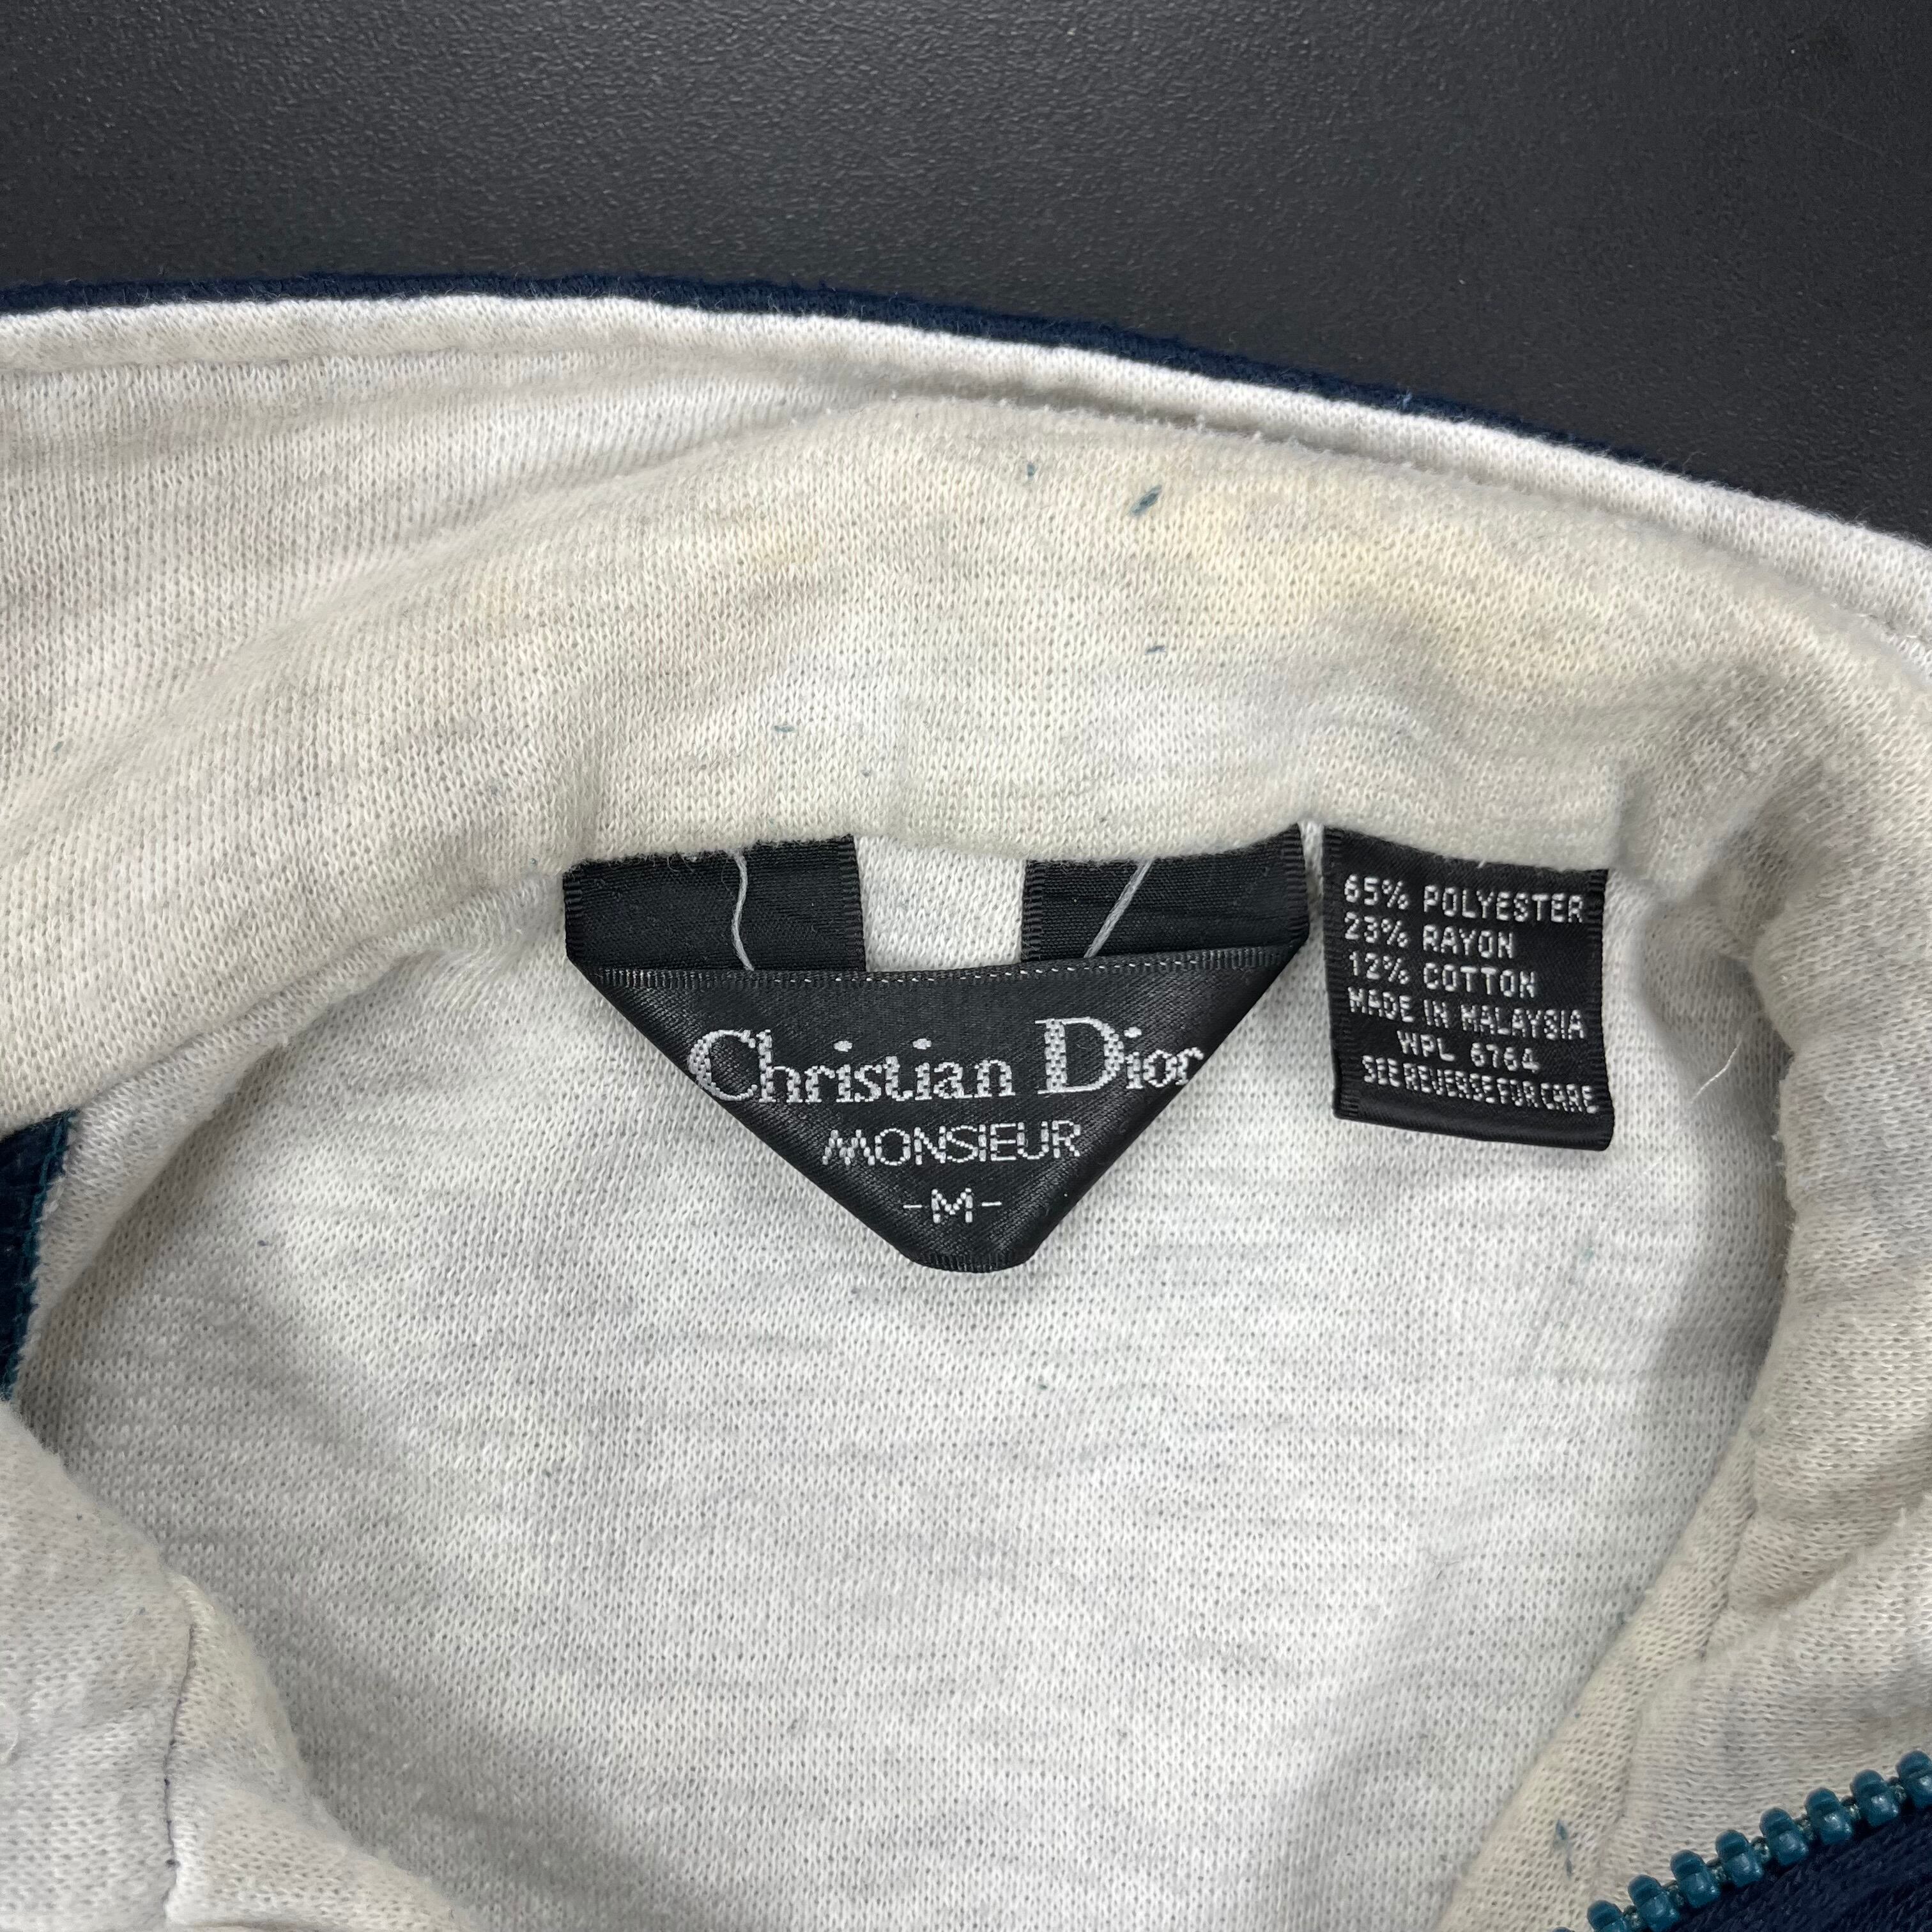 Christian Dior
MONSIEUR
-M-
65% POLYESTER
23% RAYON
12% COTTON
MADE IN MALAYSIA
WPL 6764
SEE REVERSE FOR CARE